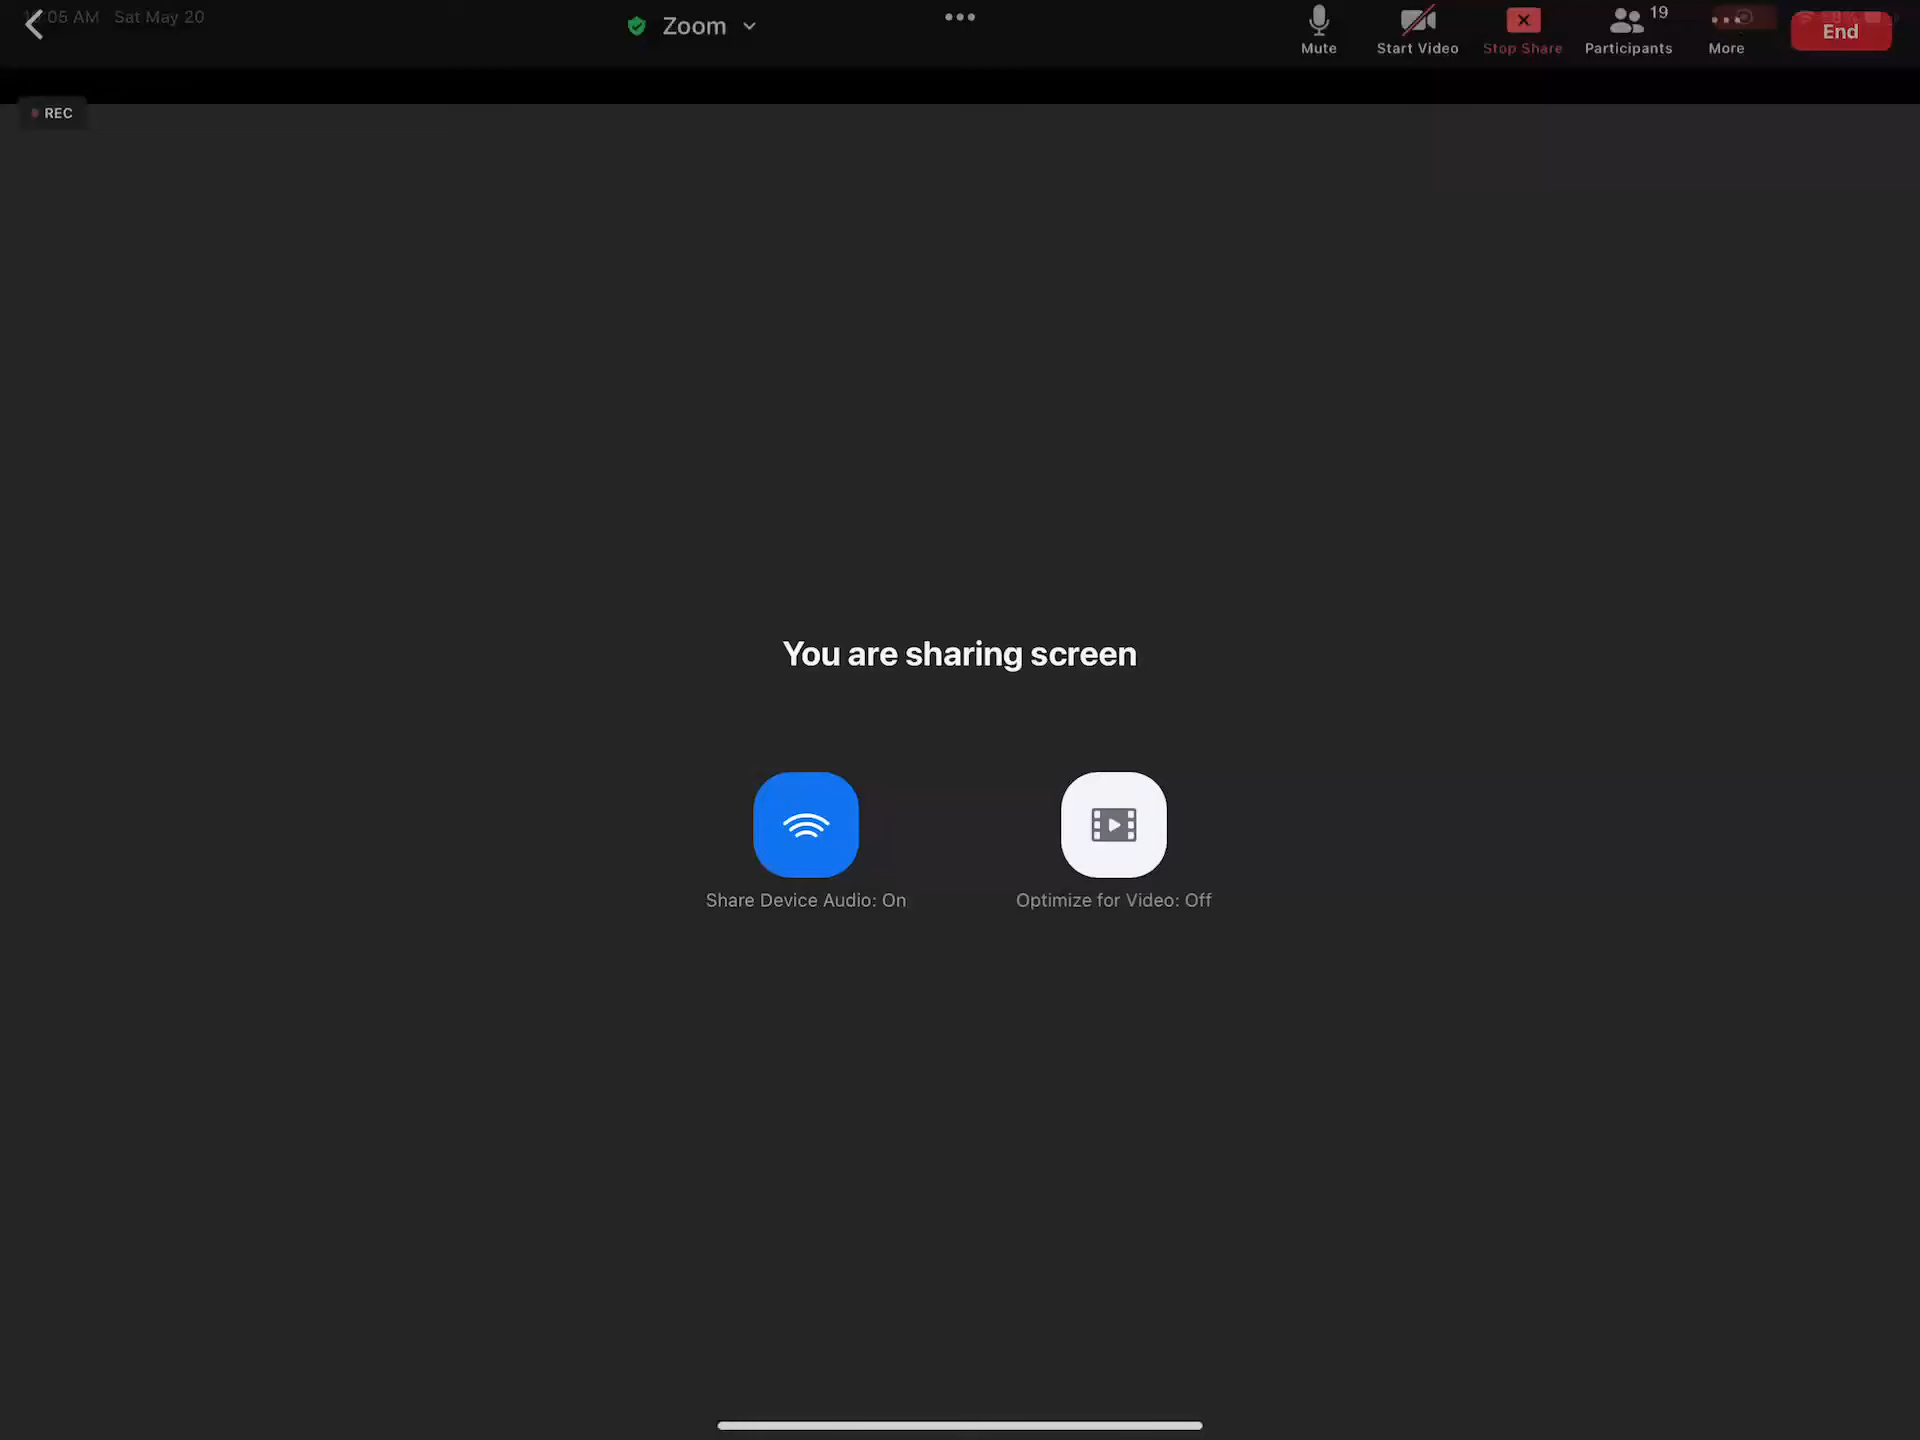 :05 AM Sat May 20
Zoom
Mute
Start Video
Stop Share
Participants
19
More
End
REC
You are sharing screen
Share Device Audio: On
Optimize for Video: Off